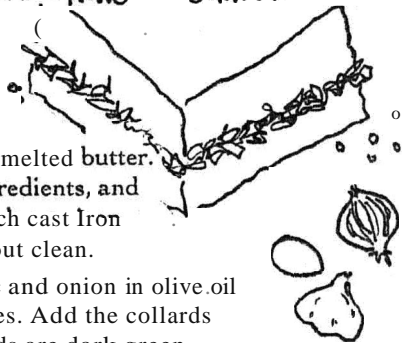 melted butter.
redients, and
ch cast Iron
out clean.
and onion in olive oil
es. Add the collards
ds are dark green